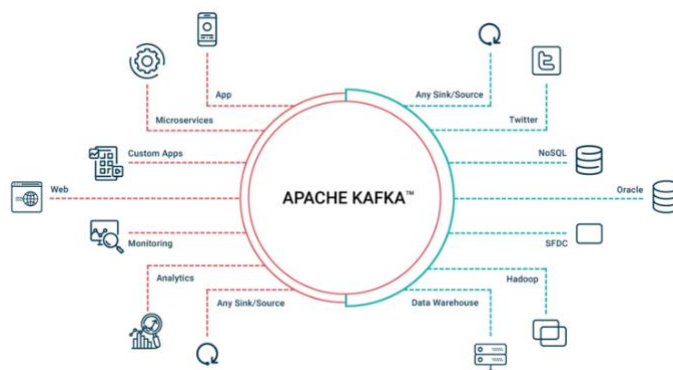 App
Any Sink/Source
Microservices
Twitter
Custom Apps
NoSQL
Web
APACHE KAFKA™
Oracle
Monitoring
SFDC
Analytics
Hadoop
Any Sink/Source
Data Warehouse